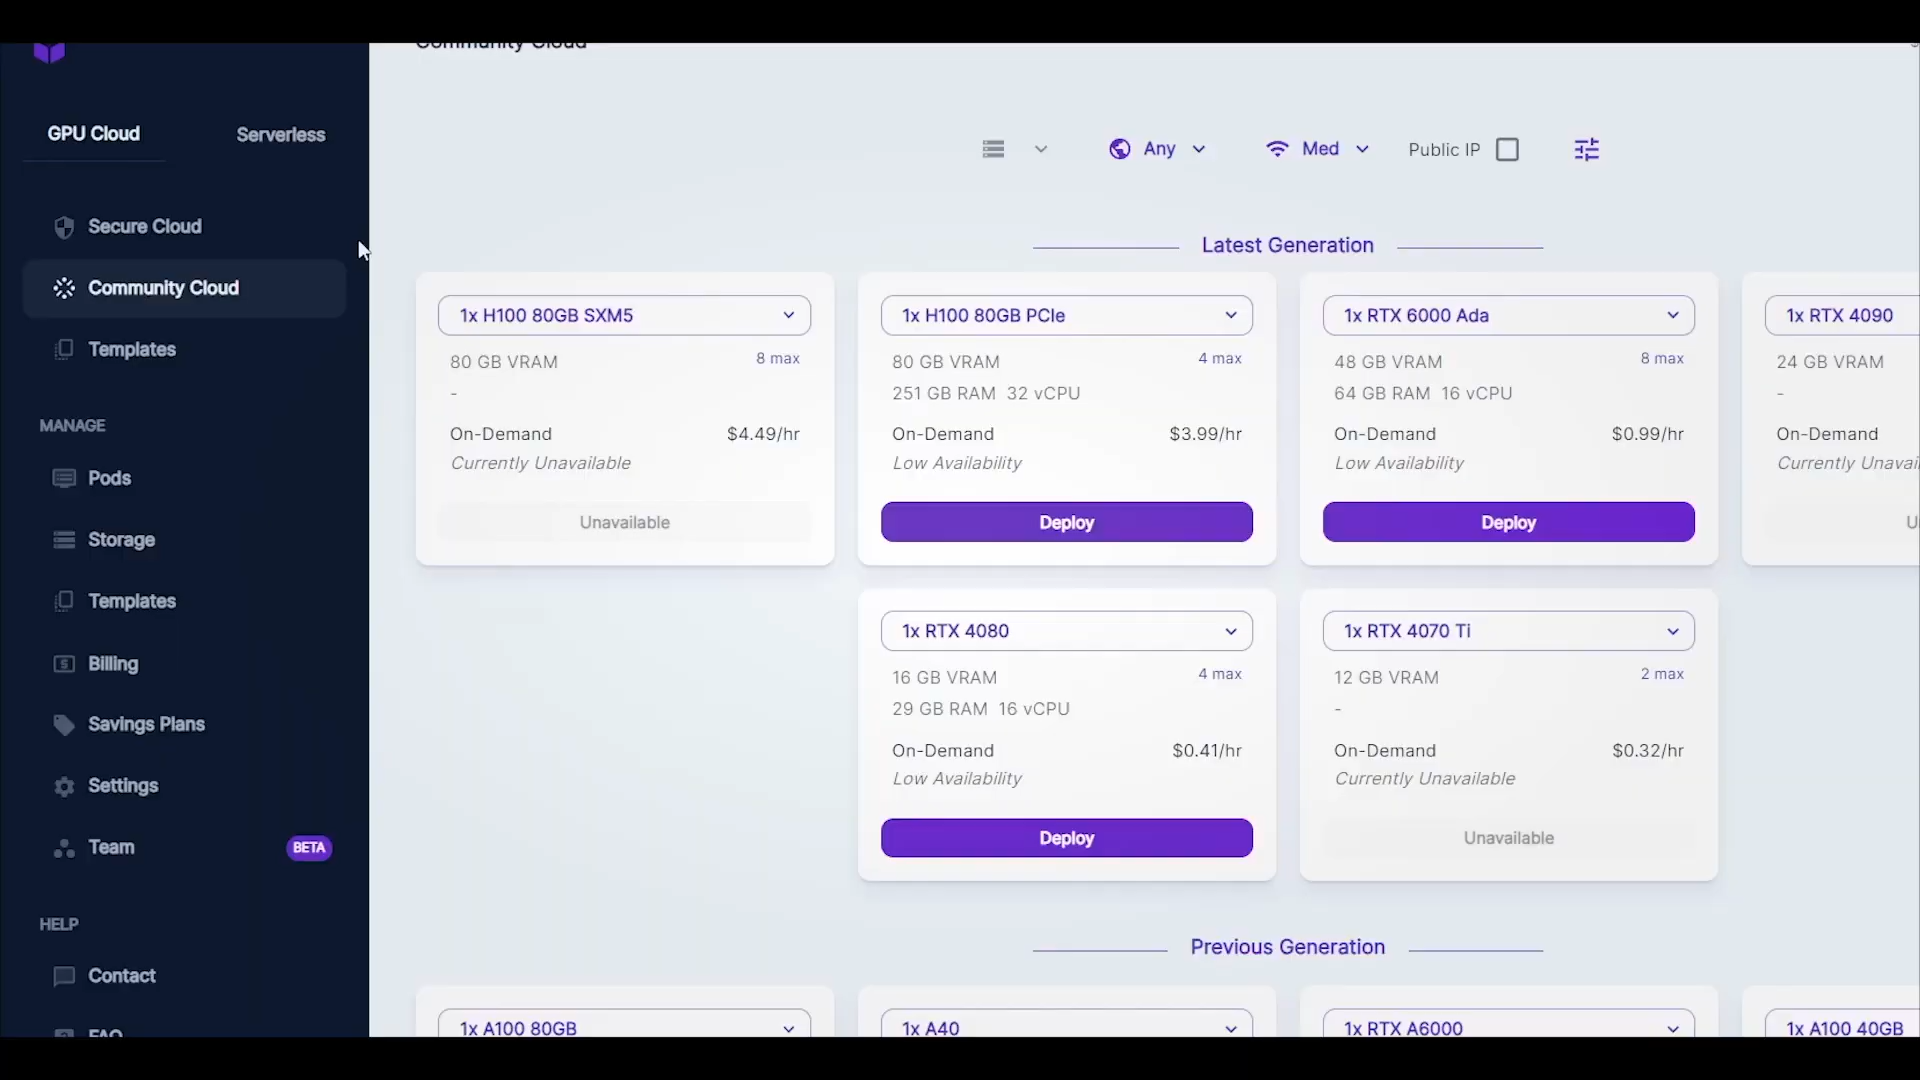 Community Cloud
GPU Cloud
Serverless
Secure Cloud
Community Cloud
Templates
MANAGE
Pods
Storage
Templates
Billing
Savings Plans
Settings
Team
BETA
HELP
Contact
FAQ
Any
Med
Public IP
Latest Generation
1x H100 80GB SXM5
80 GB VRAM
8 max
-
On-Demand
$4.49/hr
Currently Unavailable
Unavailable
1x H100 80GB PCIe
80 GB VRAM
4 max
251 GB RAM 32 vCPU
On-Demand
$3.99/hr
Low Availability
Deploy
1x RTX 6000 Ada
48 GB VRAM
8 max
64 GB RAM 16 vCPU
On-Demand
$0.99/hr
Low Availability
Deploy
1x RTX 4090
24 GB VRAM
-
On-Demand
Currently
1x RTX 4080
16 GB VRAM
4 max
29 GB RAM 16 vCPU
On-Demand
$0.41/hr
Low Availability
Deploy
1x RTX 4070 Ti
12 GB VRAM
2 max
-
On-Demand
$0.32/hr
Currently Unavailable
Unavailable
Previous Generation
1x A100 80GB
1x A40
1x RTX A6000
1x A100 40GB